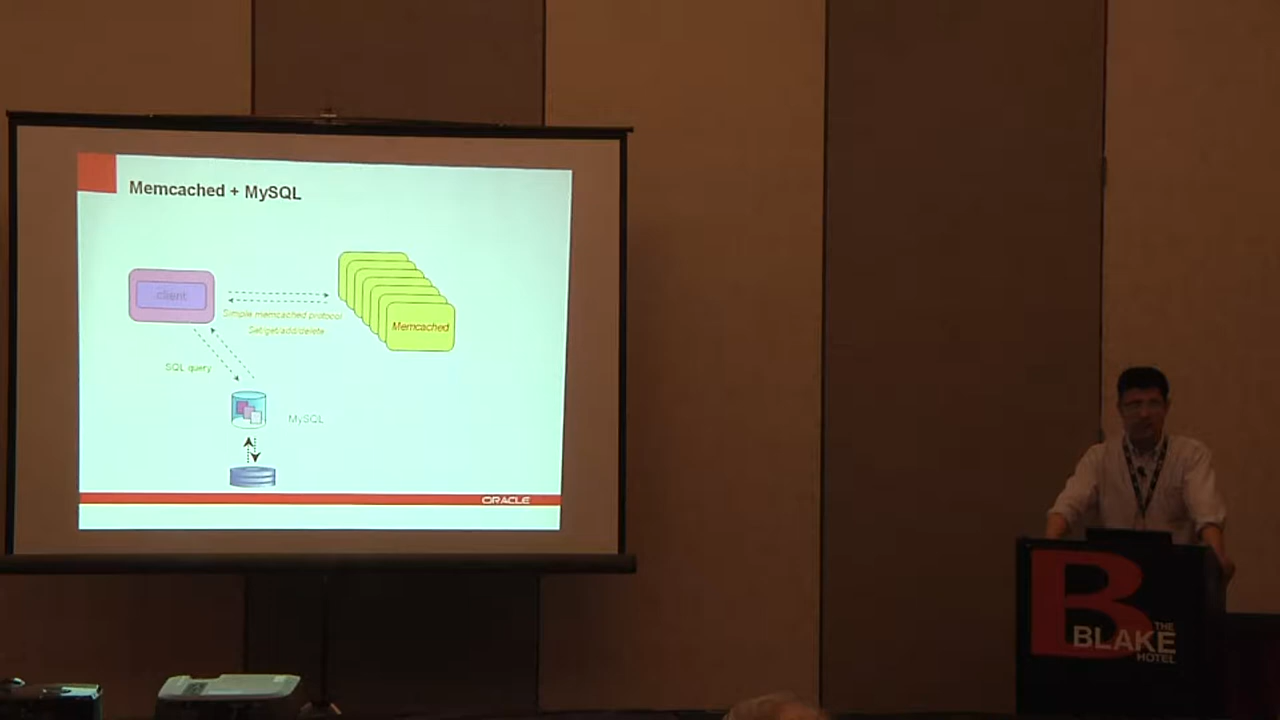 Memcached + MySQL
client
Simple memcached protocol
Set/get/add/delete
Memcached
SQL query
MySQL
ORACLE
B
THE
BLAKE
HOTEL